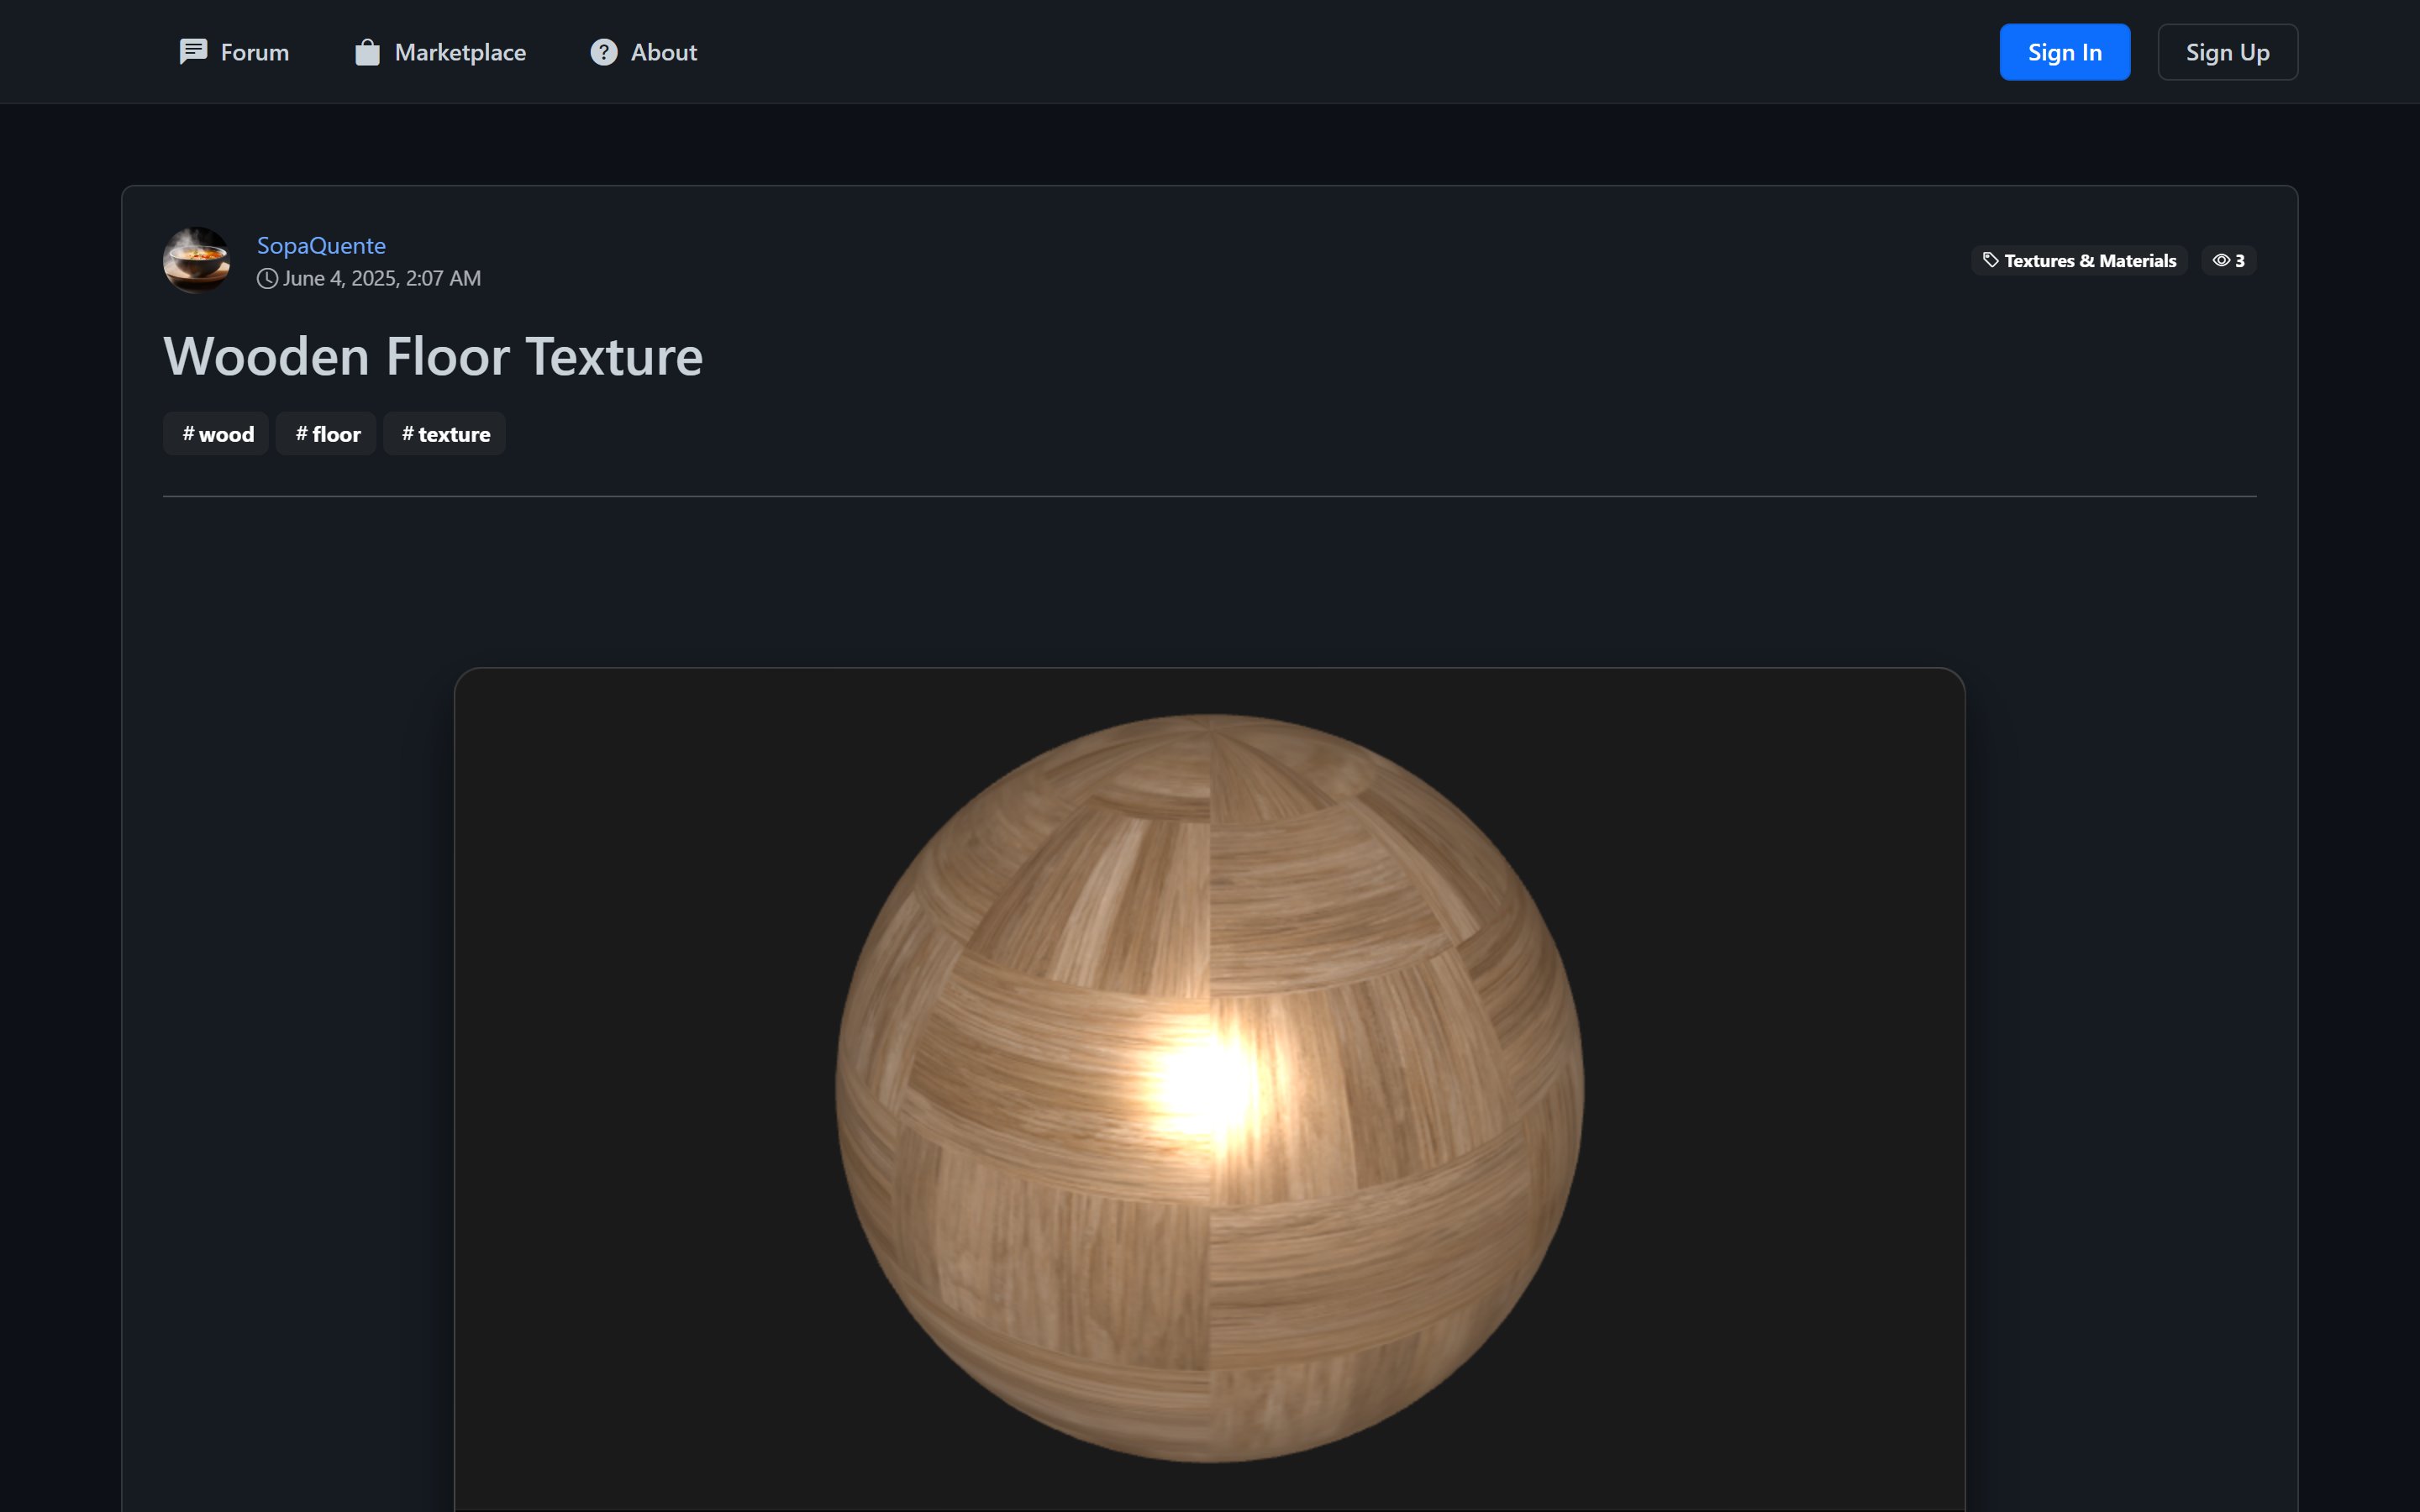 Forum Marketplace About Sign In Sign Up
SopaQuente
June 4, 2025, 2:07 AM
Textures & Materials 3
Wooden Floor Texture
# wood # floor # texture